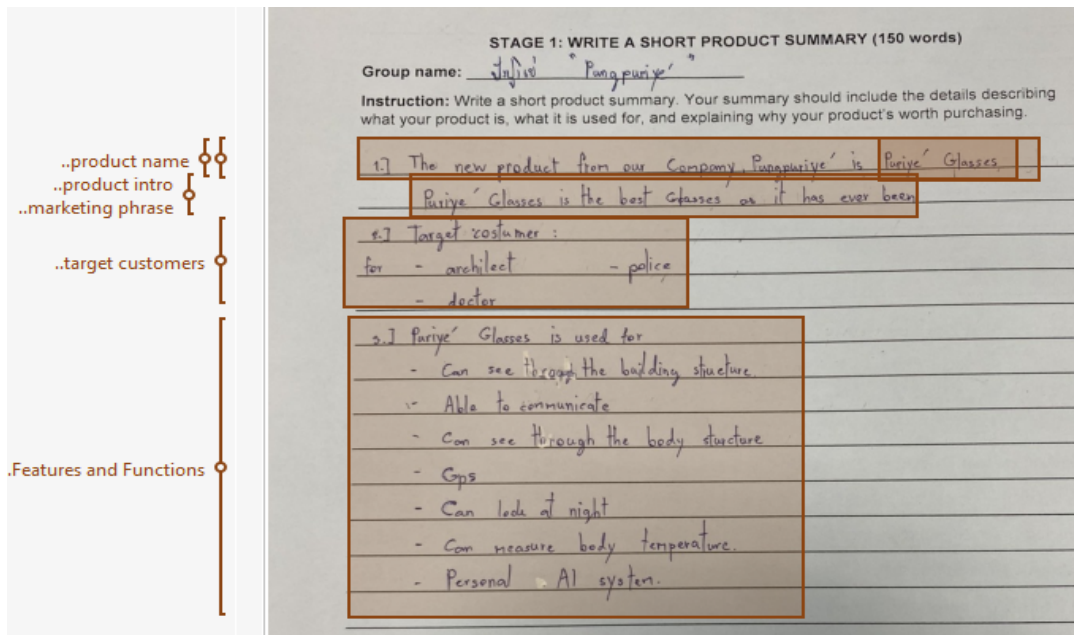 STAGE 1: WRITE A SHORT PRODUCT SUMMARY (150 words)
Group name: "Pungpuriye´"
Instruction: Write a short product summary. Your summary should include the details describing
what your product is, what it is used for, and explaining why your product's worth purchasing.
..product name
1.] The new product from our Company, Pungpuriye´ is Puriye´ Glasses
..product intro
..marketing phrase
Puriye´ Glasses is the best Glasses as it has ever been
2.] Target costumer :
..target customers
for - architect - police
- doctor
3.] Puriye´ Glasses is used for
- Can see through the building structure.
- Able to communicate
- Can see through the body sturcture
.Features and Functions
- Gps
- Can look at night
- Can measure body temperature.
- Personal AI system.